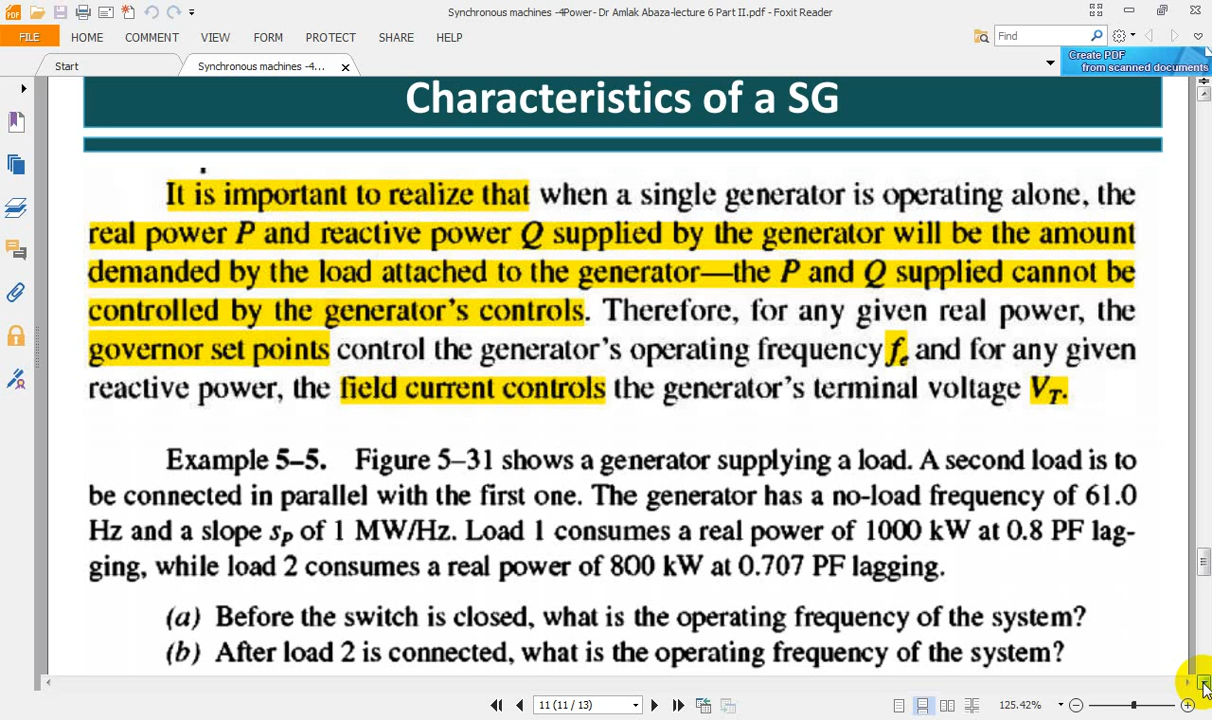 Synchronous machines -4Power- Dr Amlak Abaza-lecture 6 Part II.pdf - Foxit Reader
FILE HOME COMMENT VIEW FORM PROTECT SHARE HELP Find
Start Synchronous machines -4... Create PDF
from scanned documents
Characteristics of a SG
It is important to realize that when a single generator is operating alone, the
real power P and reactive power Q supplied by the generator will be the amount
demanded by the load attached to the generator—the P and Q supplied cannot be
controlled by the generator's controls. Therefore, for any given real power, the
governor set points control the generator's operating frequency fe and for any given
reactive power, the field current controls the generator's terminal voltage VT.
Example 5–5. Figure 5–31 shows a generator supplying a load. A second load is to
be connected in parallel with the first one. The generator has a no-load frequency of 61.0
Hz and a slope sP of 1 MW/Hz. Load 1 consumes a real power of 1000 kW at 0.8 PF lag-
ging, while load 2 consumes a real power of 800 kW at 0.707 PF lagging.
(a) Before the switch is closed, what is the operating frequency of the system?
(b) After load 2 is connected, what is the operating frequency of the system?
11 (11 / 13) 125.42%